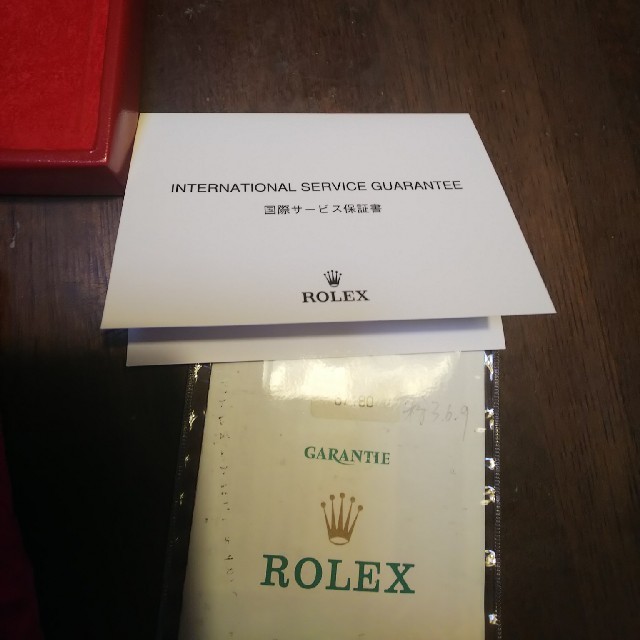 INTERNATIONAL SERVICE GUARANTEE
国際サービス保証書
ROLEX
GARANTIE
ROLEX